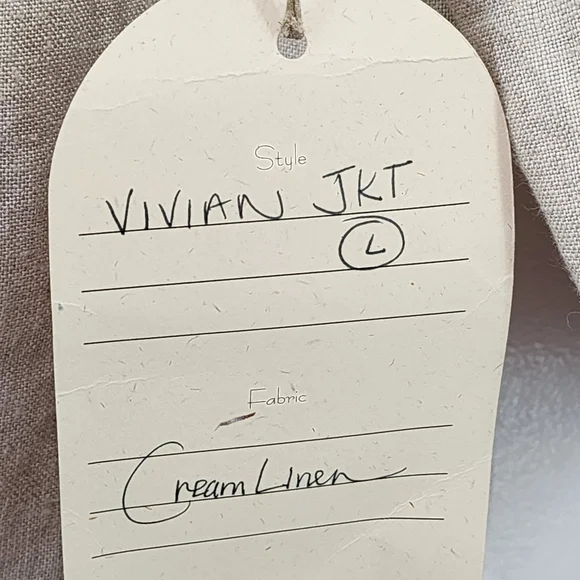 Style
VIVIAN JKT
L
Fabric
Cream Linen